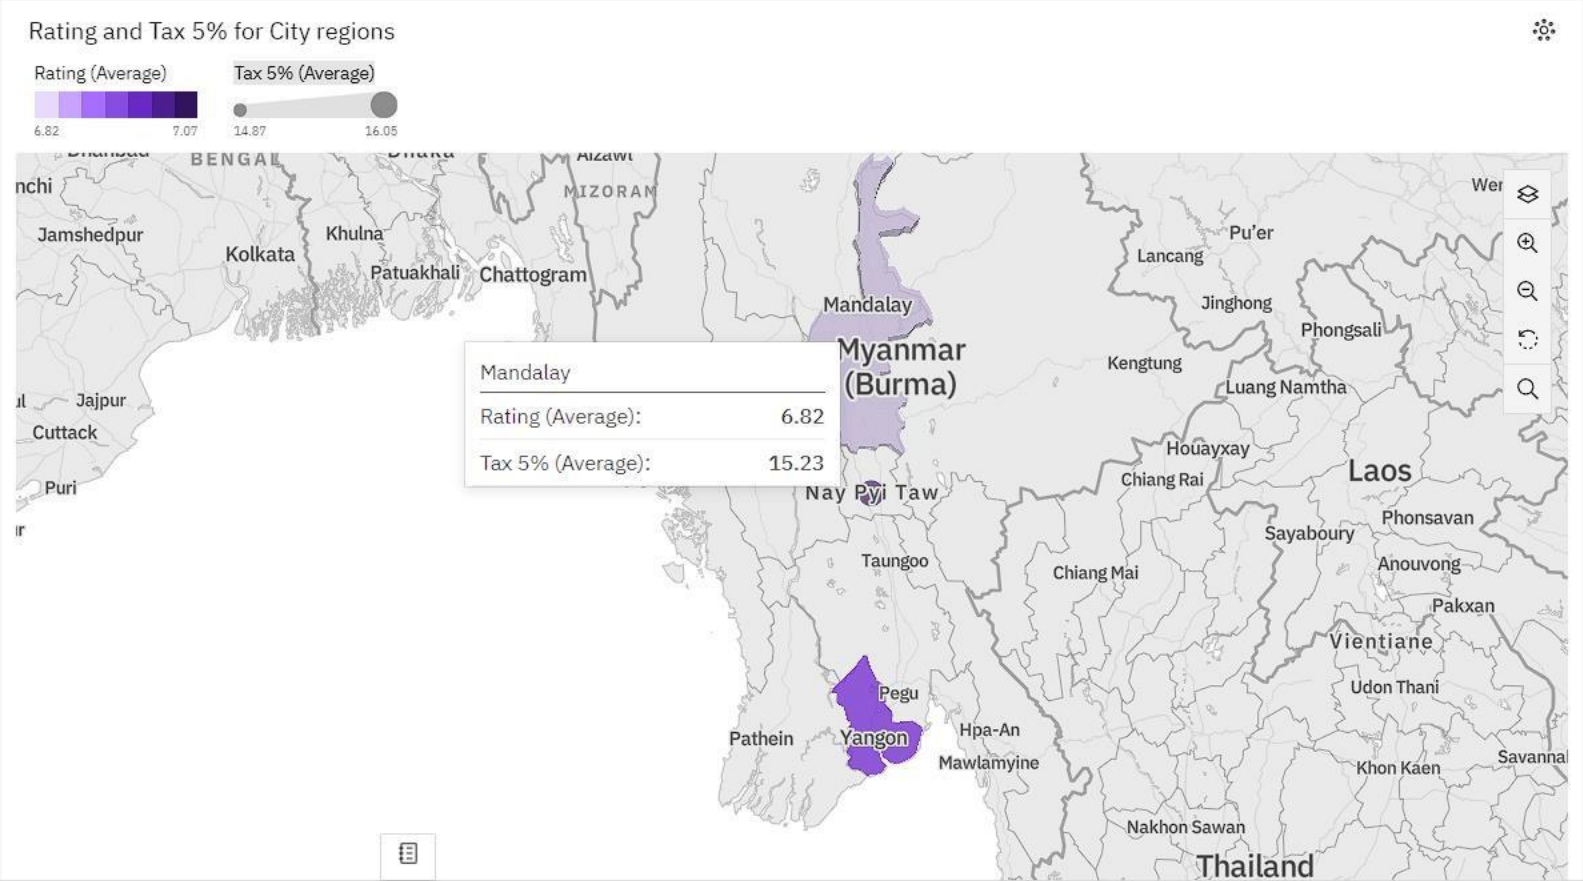 Rating and Tax 5% for City regions
Rating (Average)
Tax 5% (Average)
6.82
7.07
14.87
16.05
BENGAL
Dhaka
Aizawl
MIZORAM
nchi
Jamshedpur
Kolkata
Khulna
Patuakhali
Chattogram
Pu'er
Lancang
Jinghong
Phongsali
Mandalay
Myanmar
(Burma)
Kengtung
Luang Namtha
ul
Jajpur
Cuttack
Puri
ır
Mandalay
Rating (Average):
6.82
Tax 5% (Average):
15.23
Houayxay
Chiang Rai
Laos
Nay Pyi Taw
Phonsavan
Sayaboury
Taungoo
Chiang Mai
Anouvong
Pakxan
Vientiane
Udon Thani
Pegu
Yangon
Pathein
Hpa-An
Mawlamyine
Savannal
Khon Kaen
Nakhon Sawan
Thailand